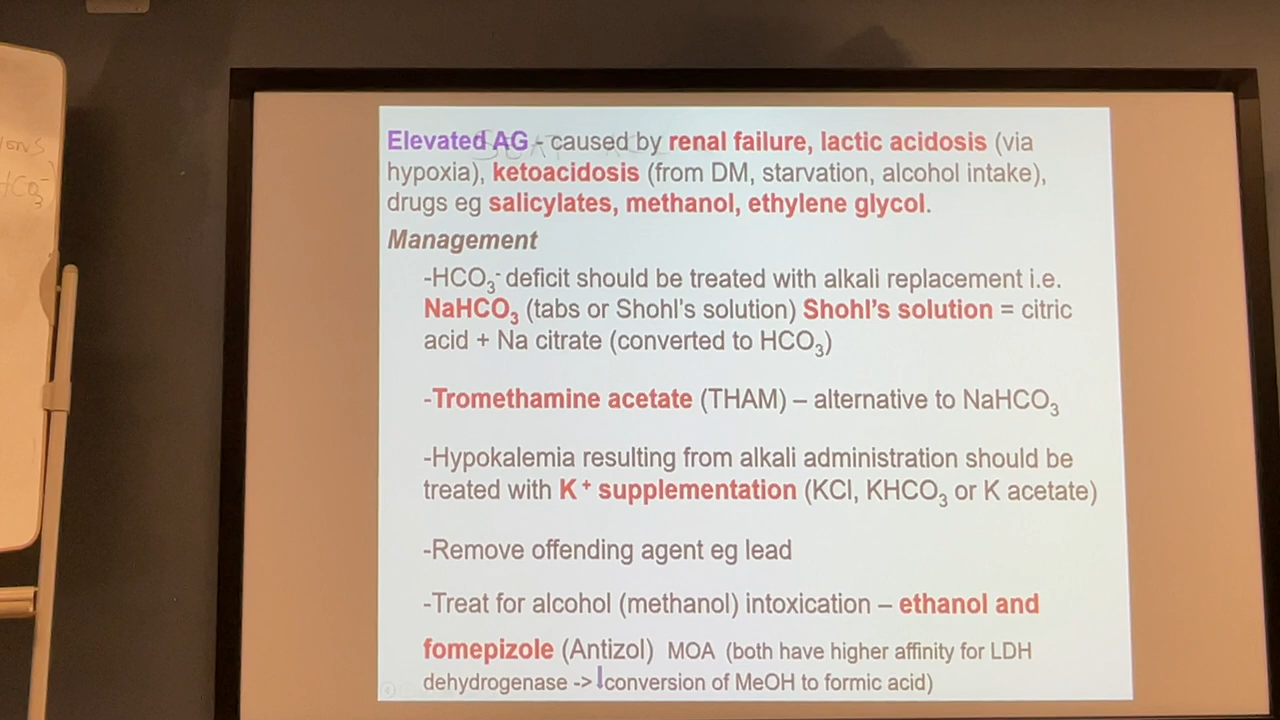 ions
HCO3-
Elevated AG - caused by renal failure, lactic acidosis (via
hypoxia), ketoacidosis (from DM, starvation, alcohol intake),
drugs eg salicylates, methanol, ethylene glycol.
Management
-HCO₃⁻ deficit should be treated with alkali replacement i.e.
NaHCO₃ (tabs or Shohl's solution) Shohl's solution = citric
acid + Na citrate (converted to HCO₃)
-Tromethamine acetate (THAM) – alternative to NaHCO₃
-Hypokalemia resulting from alkali administration should be
treated with K⁺ supplementation (KCl, KHCO₃ or K acetate)
-Remove offending agent eg lead
-Treat for alcohol (methanol) intoxication – ethanol and
fomepizole (Antizol) MOA (both have higher affinity for LDH
dehydrogenase -> ↓conversion of MeOH to formic acid)